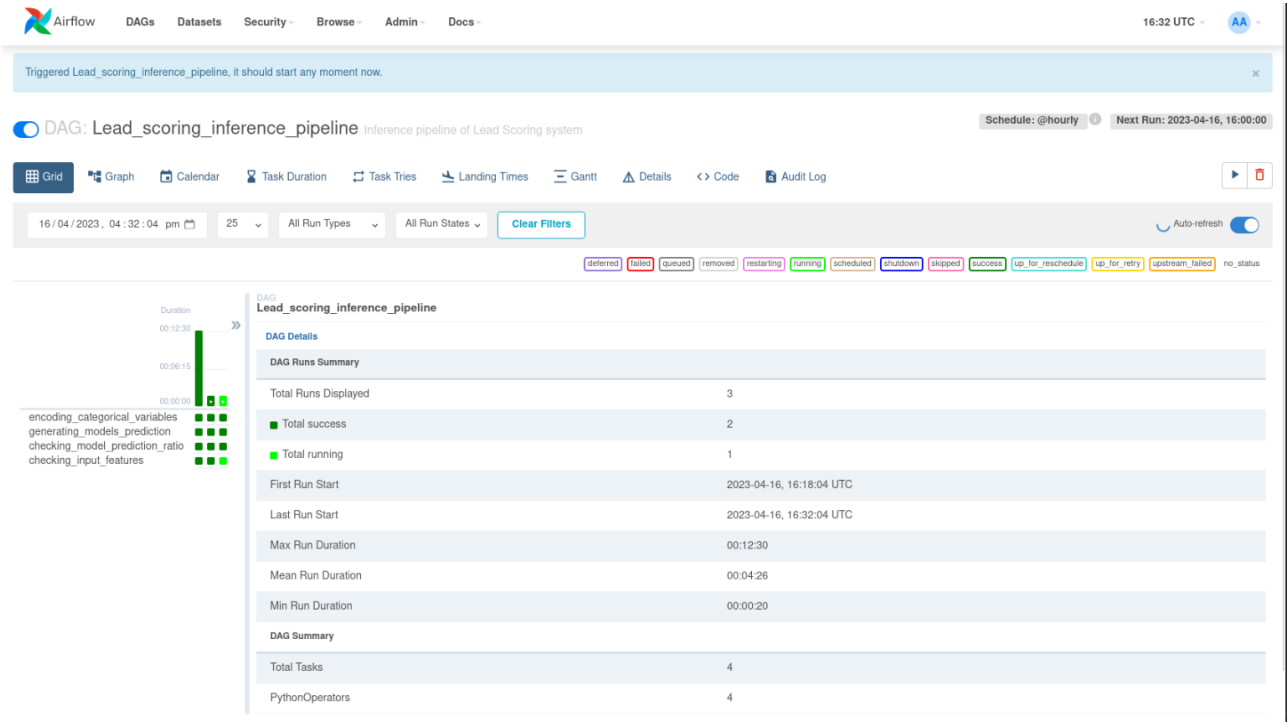 Airflow DAGs Datasets Security Browse Admin Docs 16:32 UTC AA
Triggered Lead_scoring_inference_pipeline, it should start any moment now. ×
DAG: Lead_scoring_inference_pipeline Inference pipeline of Lead Scoring system Schedule: @hourly i Next Run: 2023-04-16, 16:00:00
Grid Graph Calendar Task Duration Task Tries Landing Times Gantt Details <> Code Audit Log
16/04/2023, 04:32:04 pm 25 All Run Types All Run States Clear Filters Auto-refresh
deferred failed queued removed restarting running scheduled shutdown skipped success up_for_reschedule up_for_retry upstream_failed no_status
Duration
00:12:30
00:06:15
00:00:00
encoding_categorical_variables
generating_models_prediction
checking_model_prediction_ratio
checking_input_features
»
DAG
Lead_scoring_inference_pipeline
DAG Details
DAG Runs Summary
Total Runs Displayed 3
Total success 2
Total running 1
First Run Start 2023-04-16, 16:18:04 UTC
Last Run Start 2023-04-16, 16:32:04 UTC
Max Run Duration 00:12:30
Mean Run Duration 00:04:26
Min Run Duration 00:00:20
DAG Summary
Total Tasks 4
PythonOperators 4